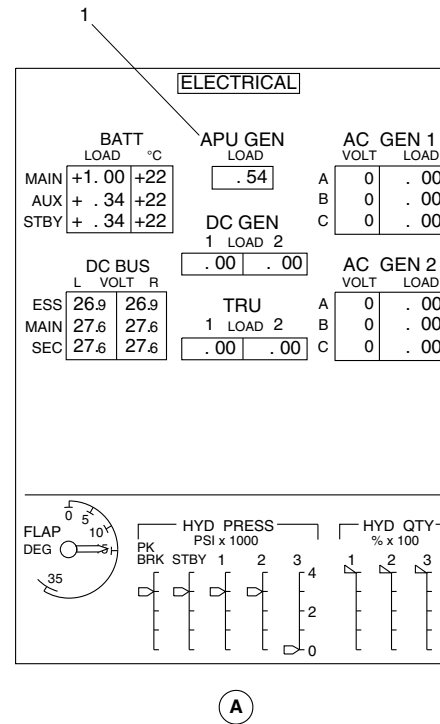 1
ELECTRICAL
BATT
LOAD °C
MAIN +1.00 +22
AUX + .34 +22
STBY + .34 +22
APU GEN
LOAD
.54
AC GEN 1
VOLT LOAD
A 0 .00
B 0 .00
C 0 .00
DC GEN
1 LOAD 2
.00 .00
DC BUS
L VOLT R
ESS 26.9 26.9
MAIN 27.6 27.6
SEC 27.6 27.6
TRU
1 LOAD 2
.00 .00
AC GEN 2
VOLT LOAD
A 0 .00
B 0 .00
C 0 .00
FLAP
DEG
0
5
10
15
35
HYD PRESS
PSI x 1000
PK
BRK STBY 1 2 3
4
2
0
HYD QTY
% x 100
1 2 3
A